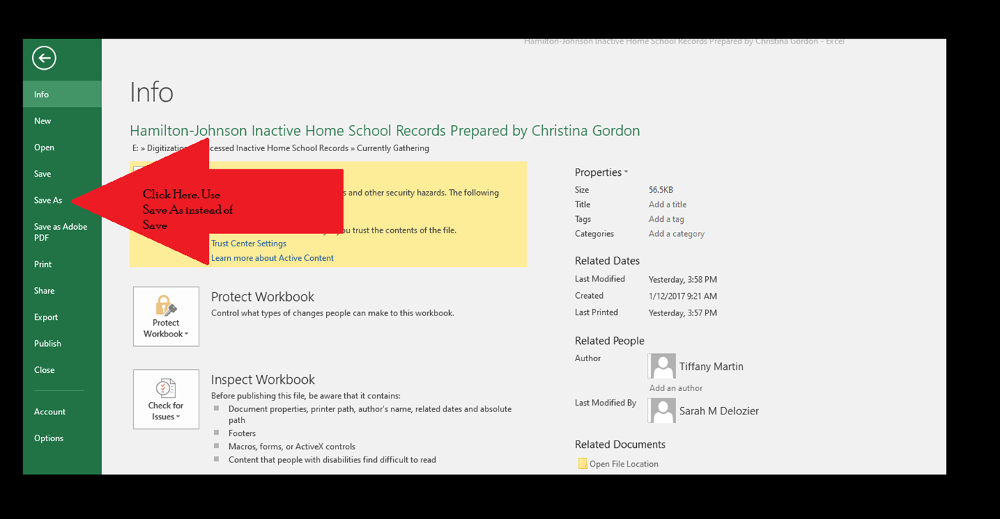 Hamilton-Johnson Inactive Home School Records Prepared by Christina Gordon - Excel
Info
New
Open
Save
Save As
Save as Adobe
PDF
Print
Share
Export
Publish
Close
Account
Options
Info
Hamilton-Johnson Inactive Home School Records Prepared by Christina Gordon
E: » Digitization cessed Inactive Home School Records » Currently Gathering
Click Here. Use
Save As instead of
Save
s and other security hazards. The following
you trust the contents of the file.
Trust Center Settings
Learn more about Active Content
Protect
Workbook
Protect Workbook
Control what types of changes people can make to this workbook.
Check for
Issues
Inspect Workbook
Before publishing this file, be aware that it contains:
Document properties, printer path, author's name, related dates and absolute
path
Footers
Macros, forms, or ActiveX controls
Content that people with disabilities find difficult to read
Properties
Size 56.5KB
Title Add a title
Tags Add a tag
Categories Add a category
Related Dates
Last Modified Yesterday, 3:58 PM
Created 1/12/2017 9:21 AM
Last Printed Yesterday, 3:57 PM
Related People
Author Tiffany Martin
Add an author
Last Modified By Sarah M Delozier
Related Documents
Open File Location